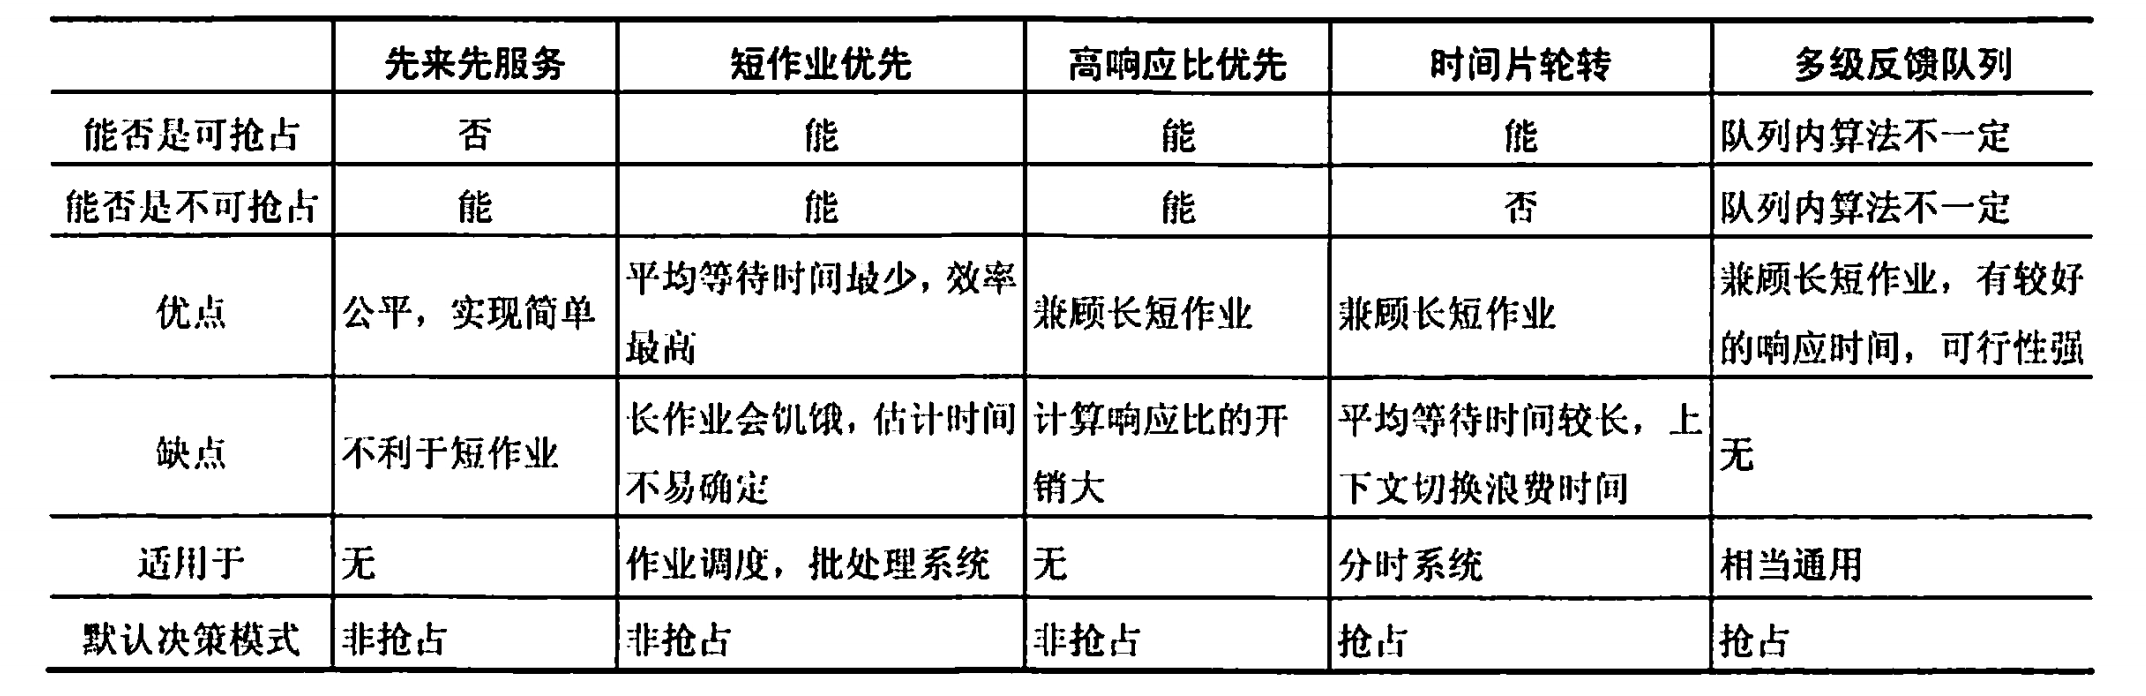 先来先服务 短作业优先 高响应比优先 时间片轮转 多级反馈队列
能否是可抢占 否 能 能 能 队列内算法不一定
能否是不可抢占 能 能 能 否 队列内算法不一定
优点 公平，实现简单 平均等待时间最少，效率最高 兼顾长短作业 兼顾长短作业 兼顾长短作业，有较好的响应时间，可行性强
缺点 不利于短作业 长作业会饥饿，估计时间不易确定 计算响应比的开销大 平均等待时间较长，上下文切换浪费时间 无
适用于 无 作业调度，批处理系统 无 分时系统 相当通用
默认决策模式 非抢占 非抢占 非抢占 抢占 抢占